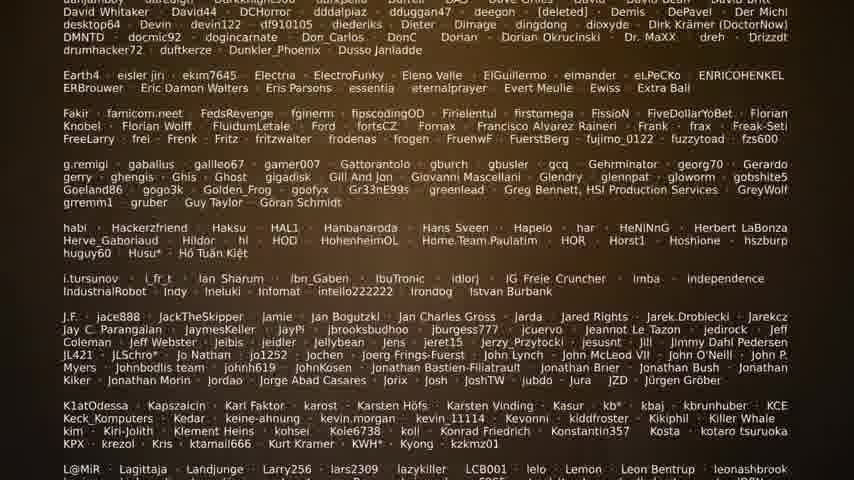 David Whitaker · David44 · DCHorror · dddalpiaz · dduggan47 · deegon · [deleted] · Demis · DePavel · Der Michl
desktop64 · Devin · devin122 · df910105 · diederiks · Dieter · Dimage · dingdong · dioxyde · Dirk Krämer (DoctorNow)
DMNTD · docmic92 · dogincarnate · Don_Carlos · DonC · Dorian · Dorian Okrucinski · Dr. MaXX · dreh · Drizzdt
drumhacker72 · duftkerze · Dunkler_Phoenix · Dusso Janladde
Earth4 · eisler jiri · ekim7645 · Electria · ElectroFunky · Eleno Valle · ElGuillermo · elmander · eLPeCKo · ENRICOHENKEL
ERBrouwer · Eric Damon Walters · Eris Parsons · essentia · eternalprayer · Evert Meulie · Ewiss · Extra Ball
Fakir · famicom.neet · FedsRevenge · fginerm · fipscodingOD · Firielentul · firstomega · FissioN · FiveDollarYoBet · Florian
Knobel · Florian Wolff · FluidumLetale · Ford · fortsCZ · Fornax · Francisco Alvarez Raineri · Frank · frax · Freak-Seti
FreeLarry · frei · Frenk · Fritz · fritzwaiter · frodenas · frogen · FruenwF · FuerstBerg · fujimo_0122 · fuzzytoad · fzs600
g.remigi · gabalius · galileo67 · gamer007 · Gattorantolo · gburch · gbusler · gcq · Gehrminator · georg70 · Gerardo
gerry · ghengis · Ghis · Ghost · gigadisk · Gill And Jon · Giovanni Mascellani · Glendry · glennpat · gloworm · gobshite5
Goeland86 · gogo3k · Golden_Frog · goofyx · Gr33nE99s · greenlead · Greg Bennett, HSI Production Services · GreyWolf
grremm1 · gruber · Guy Taylor · Göran Schmidt
habi · Hackerzfriend · Haksu · HAL1 · Hanbanaroda · Hans Sveen · Hapelo · har · HeNiNnG · Herbert LaBonza
Herve_Gaboriaud · Hildor · hl · HOD · HohenheimOL · Home.Team.Paulatim · HOR · Horst1 · Hoshione · hszburp
huguy60 · Husu* · Hồ Tuấn Kiệt
i.tursunov · i_fr_t · Ian Sharum · Ibn_Gaben · IbuTronic · idlorj · IG Freie Cruncher · Imba · independence
IndustrialRobot · Indy · Ineluki · Infomat · intello222222 · Irondog · Istvan Burbank
J.F. · jace888 · JackTheSkipper · Jamie · Jan Bogutzki · Jan Charles Gross · Jarda · Jared Rights · Jarek.Drobiecki · Jarekcz
Jay C. Parangalan · JaymesKeller · JayPi · jbrooksbudhoo · jburgess777 · jcuervo · Jeannot Le Tazon · jedirock · Jeff
Coleman · Jeff Webster · Jeibis · jeidler · Jellybean · Jens · jeret15 · Jerzy_Przytocki · jesusnt · Jill · Jimmy Dahl Pedersen
JL421 · JLSchro* · Jo Nathan · jo1252 · Jochen · Joerg Frings-Fuerst · John Lynch · John McLeod VII · John O'Neill · John P.
Myers · Johnbodlis team · johnh619 · JohnKosen · Jonathan Bastien-Filiatrault · Jonathan Brier · Jonathan Bush · Jonathan
Kiker · Jonathan Morin · Jordao · Jorge Abad Casares · Jorix · Josh · JoshTW · jubdo · Jura · JZD · Jürgen Gröber
K1atOdessa · Kapszaicin · Karl Faktor · karost · Karsten Höfs · Karsten Vinding · Kasur · kb* · kbaj · kbrunhuber · KCE
Keck_Komputers · Kedar · keine-ahnung · kevin.morgan · kevin_11114 · Kevonni · kiddfroster · Kikiphil · Killer Whale
kim · Kiri-Jolith · Klement Heins · kohsei · Kole6738 · koli · Konrad Friedrich · Konstantin357 · Kosta · kotaro tsuruoka
KPX · krezol · Kris · ktamail666 · Kurt Kramer · KWH* · Kyong · kzkmz01
L@MiR · Lagittaja · Landjunge · Larry256 · lars2309 · lazykiller · LCB001 · lelo · Lemon · Leon Bentrup · leonashbrook